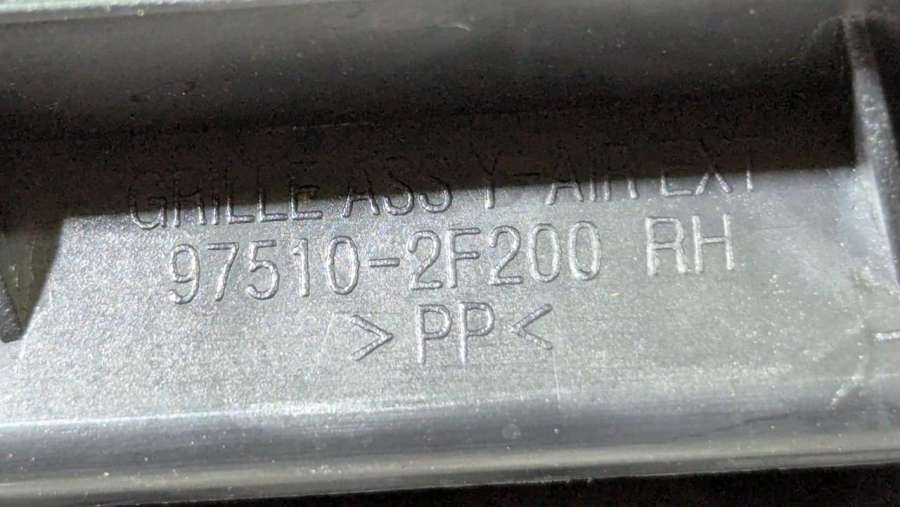 GRILLE ASS'Y-AIR EXT
97510-2F200 RH
>PP<